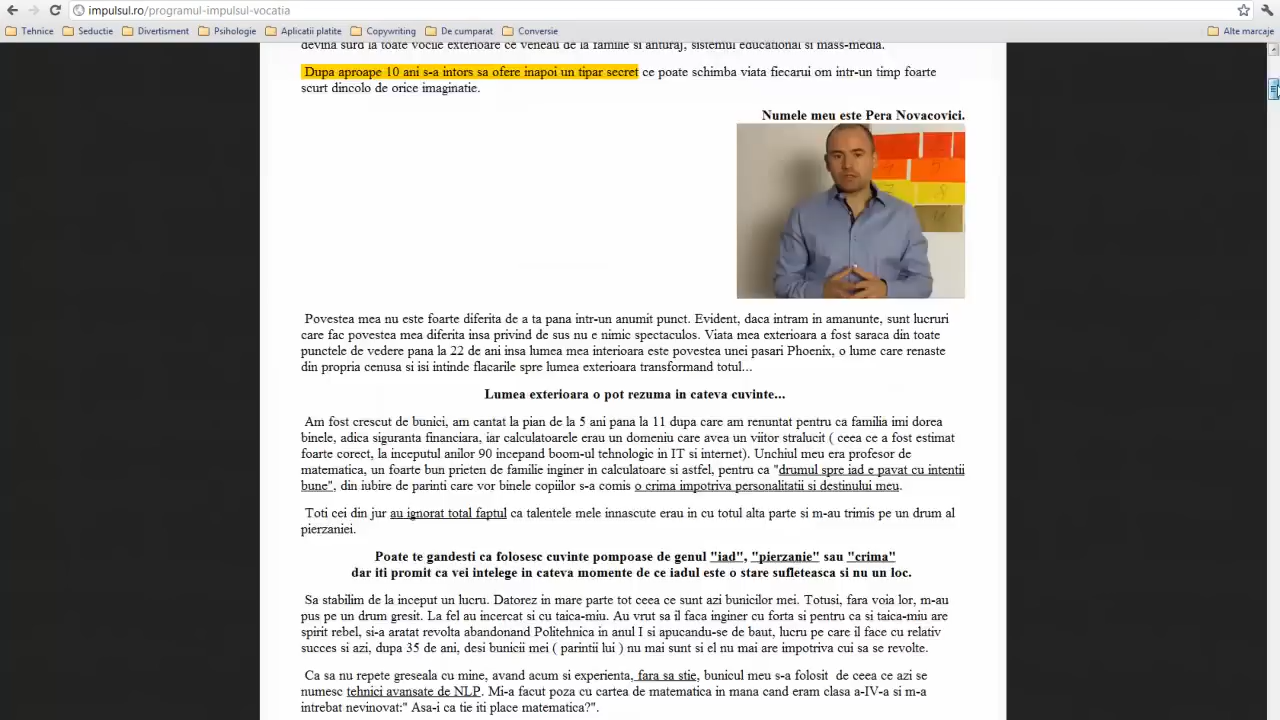 impulsul.ro/programul-impulsul-vocatia
Tehnice Seductie Divertisment Psihologie Aplicatii platite Copywriting De cumparat Conversie Alte marcaje
devina surd la toate vocile exterioare ce veneau de la familie si anturaj, sistemul educational si mass-media.
Dupa aproape 10 ani s-a intors sa ofere inapoi un tipar secret ce poate schimba viata fiecarui om intr-un timp foarte
scurt dincolo de orice imaginatie.
Numele meu este Pera Novacovici.
Povestea mea nu este foarte diferita de a ta pana intr-un anumit punct. Evident, daca intram in amanunte, sunt lucruri
care fac povestea mea diferita insa privind de sus nu e nimic spectaculos. Viata mea exterioara a fost saraca din toate
punctele de vedere pana la 22 de ani insa lumea mea interioara este povestea unei pasari Phoenix, o lume care renaste
din propria cenusa si isi intinde flacarile spre lumea exterioara transformand totul...
Lumea exterioara o pot rezuma in cateva cuvinte...
Am fost crescut de bunici, am cantat la pian de la 5 ani pana la 11 dupa care am renuntat pentru ca familia imi dorea
binele, adica siguranta financiara, iar calculatoarele erau un domeniu care avea un viitor stralucit ( ceea ce a fost estimat
foarte corect, la inceputul anilor 90 incepand boom-ul tehnologic in IT si internet). Unchiul meu era profesor de
matematica, un foarte bun prieten de familie inginer in calculatoare si astfel, pentru ca "drumul spre iad e pavat cu intentii
bune", din iubire de parinti care vor binele copiilor s-a comis o crima impotriva personalitatii si destinului meu.
Toti cei din jur au ignorat total faptul ca talentele mele innascute erau in cu totul alta parte si m-au trimis pe un drum al
pierzaniei.
Poate te gandesti ca folosesc cuvinte pompoase de genul "iad", "pierzanie" sau "crima"
dar iti promit ca vei intelege in cateva momente de ce iadul este o stare sufleteasca si nu un loc.
Sa stabilim de la inceput un lucru. Datorez in mare parte tot ceea ce sunt azi bunicilor mei. Totusi, fara voia lor, m-au
pus pe un drum gresit. La fel au incercat si cu taica-miu. Au vrut sa il faca inginer cu forta si pentru ca si taica-miu are
spirit rebel, si-a aratat revolta abandonand Politehnica in anul I si apucandu-se de baut, lucru pe care il face cu relativ
succes si azi, dupa 35 de ani, desi bunicii mei ( parintii lui ) nu mai sunt si el nu mai are impotriva cui sa se revolte.
Ca sa nu repete greseala cu mine, avand acum si experienta, fara sa stie, bunicul meu s-a folosit de ceea ce azi se
numesc tehnici avansate de NLP. Mi-a facut poza cu cartea de matematica in mana cand eram clasa a-IV-a si m-a
intrebat nevinovat:" Asa-i ca tie iti place matematica?".